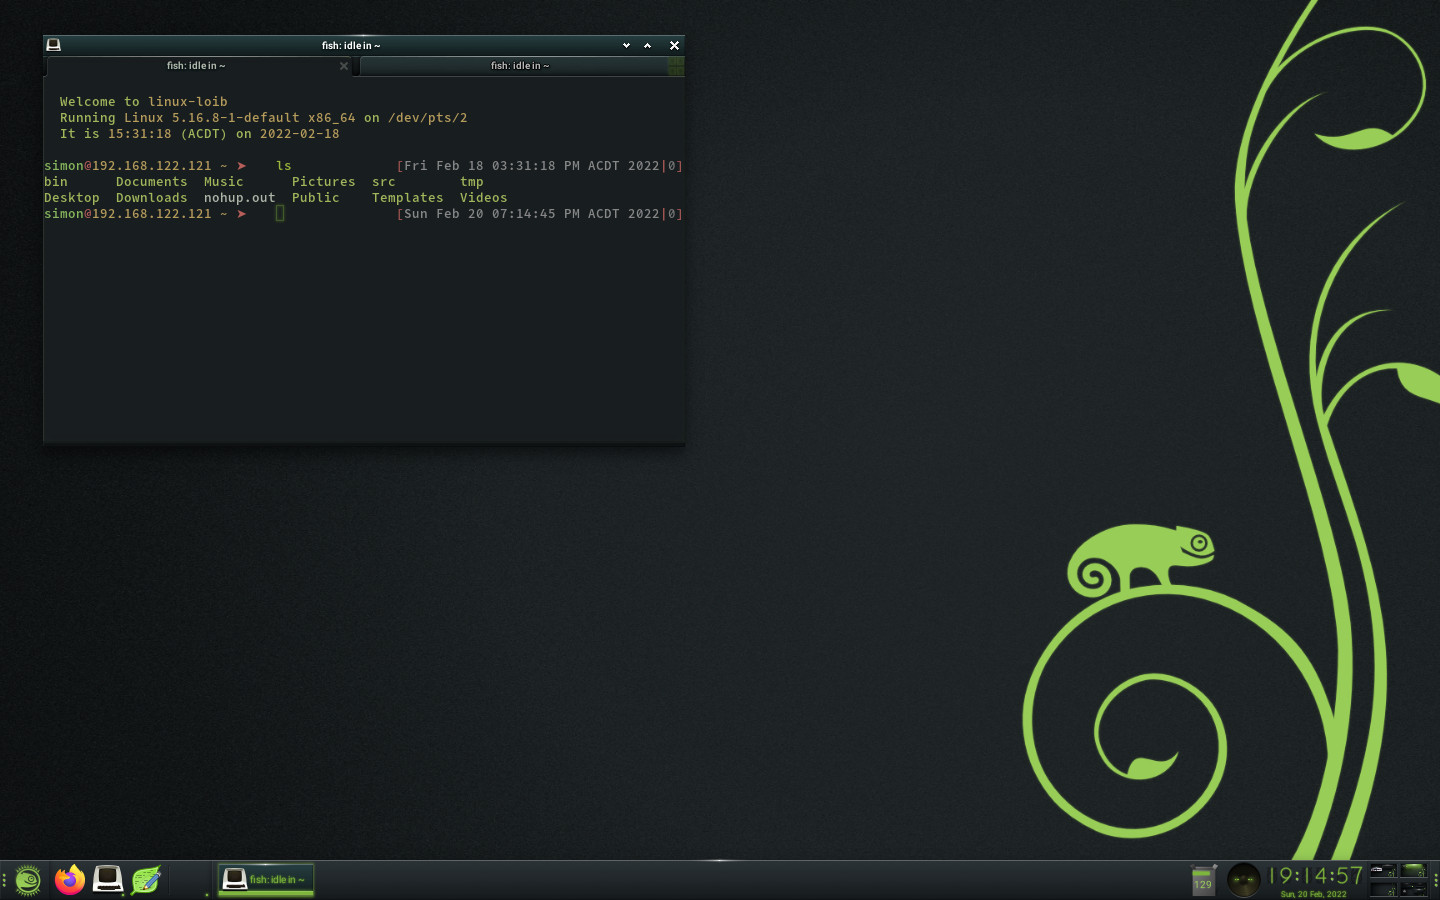 fish: idle in ~
fish: idle in ~ fish: idle in ~
Welcome to linux-loib
Running Linux 5.16.8-1-default x86_64 on /dev/pts/2
It is 15:31:18 (ACDT) on 2022-02-18
simon@192.168.122.121 ~ ➤ ls [Fri Feb 18 03:31:18 PM ACDT 2022|0]
bin Documents Music Pictures src tmp
Desktop Downloads nohup.out Public Templates Videos
simon@192.168.122.121 ~ ➤ [Sun Feb 20 07:14:45 PM ACDT 2022|0]
fish: idle in ~
129
19:14:57
Sun, 20 Feb, 2022